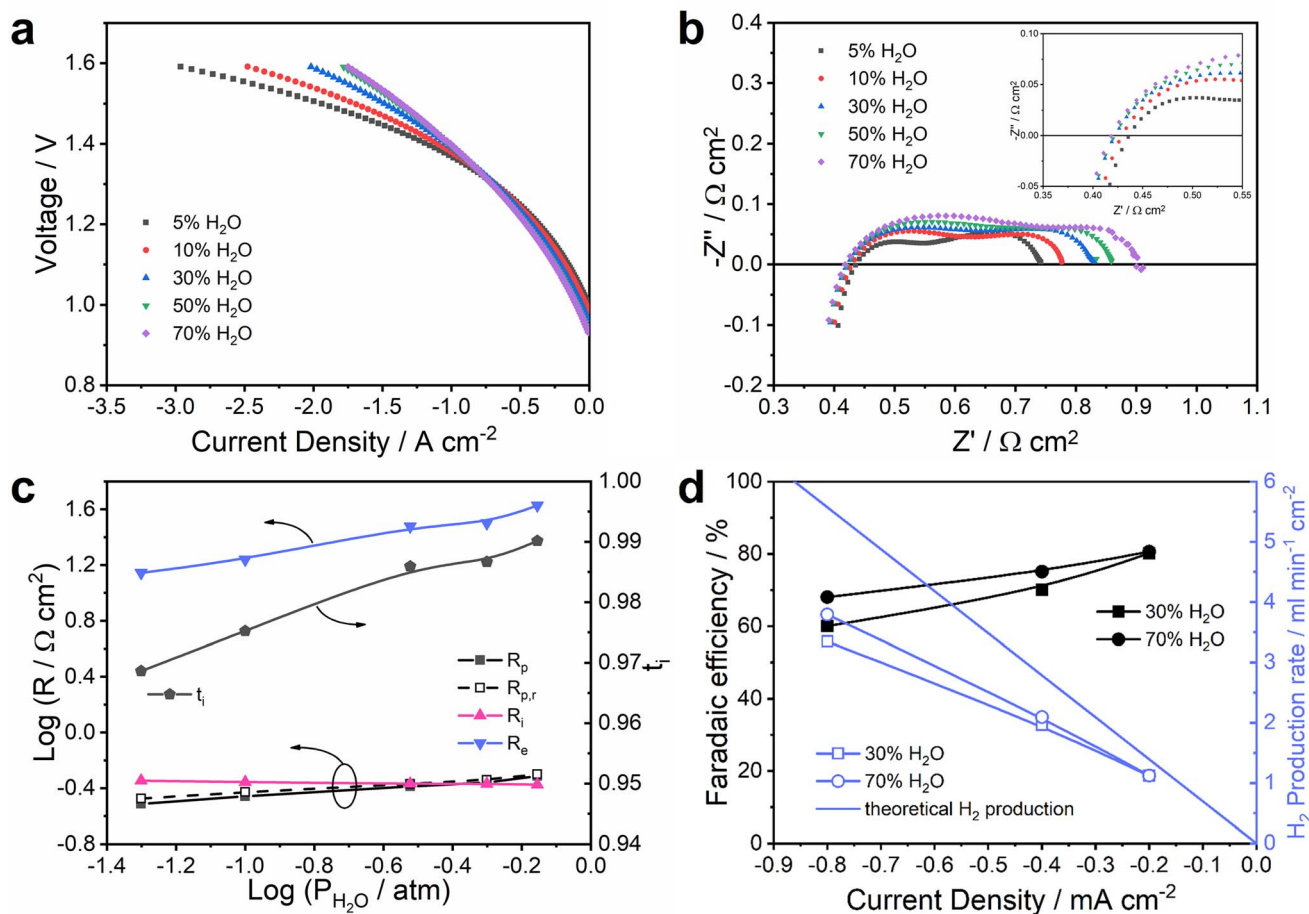 a
Voltage / V
1.6
1.4
1.2
1.0
0.8
5% H₂O
10% H₂O
30% H₂O
50% H₂O
70% H₂O
-3.5 -3.0 -2.5 -2.0 -1.5 -1.0 -0.5 0.0
Current Density / A cm⁻²
b
-Z" / Ω cm²
0.4
0.3
0.2
0.1
0.0
-0.1
-0.2
5% H₂O
10% H₂O
30% H₂O
50% H₂O
70% H₂O
0.3 0.4 0.5 0.6 0.7 0.8 0.9 1.0 1.1
Z' / Ω cm²
-Z" / Ω cm²
0.10
0.05
0.00
-0.05
0.35 0.40 0.45 0.50 0.55
Z' / Ω cm²
c
Log (R / Ω cm²)
1.6
1.2
0.8
0.4
0.0
-0.4
-0.8
tᵢ
Rₚ
Rₚ,ᵣ
Rᵢ
Rₑ
1.00
0.99
0.98
0.97
0.96
0.95
0.94
tᵢ
-1.4 -1.2 -1.0 -0.8 -0.6 -0.4 -0.2 0.0
Log (P_H₂O / atm)
d
Faradaic efficiency / %
100
80
60
40
20
0
30% H₂O
70% H₂O
30% H₂O
70% H₂O
theoretical H₂ production
6
5
4
3
2
1
0
H₂ Production rate / ml min⁻¹ cm⁻²
-0.9 -0.8 -0.7 -0.6 -0.5 -0.4 -0.3 -0.2 -0.1 0.0
Current Density / mA cm⁻²